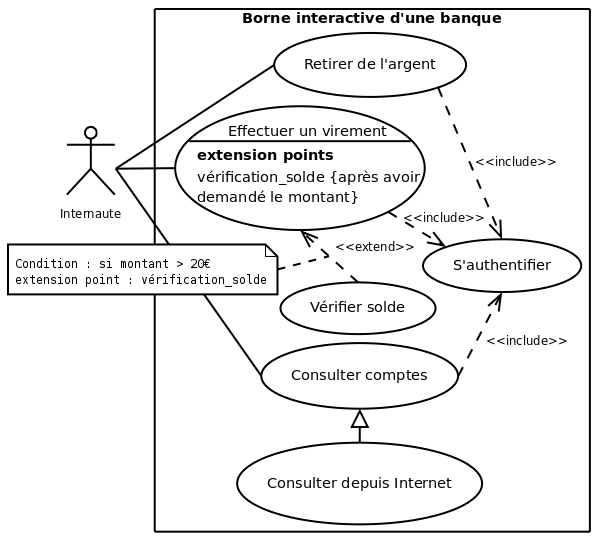 Borne interactive d'une banque
Retirer de l'argent
Effectuer un virement
extension points
vérification_solde {après avoir
demandé le montant}
<<include>>
<<include>>
Internaute
<<extend>>
Condition : si montant > 20€
extension point : vérification_solde
S'authentifier
Vérifier solde
<<include>>
Consulter comptes
Consulter depuis Internet